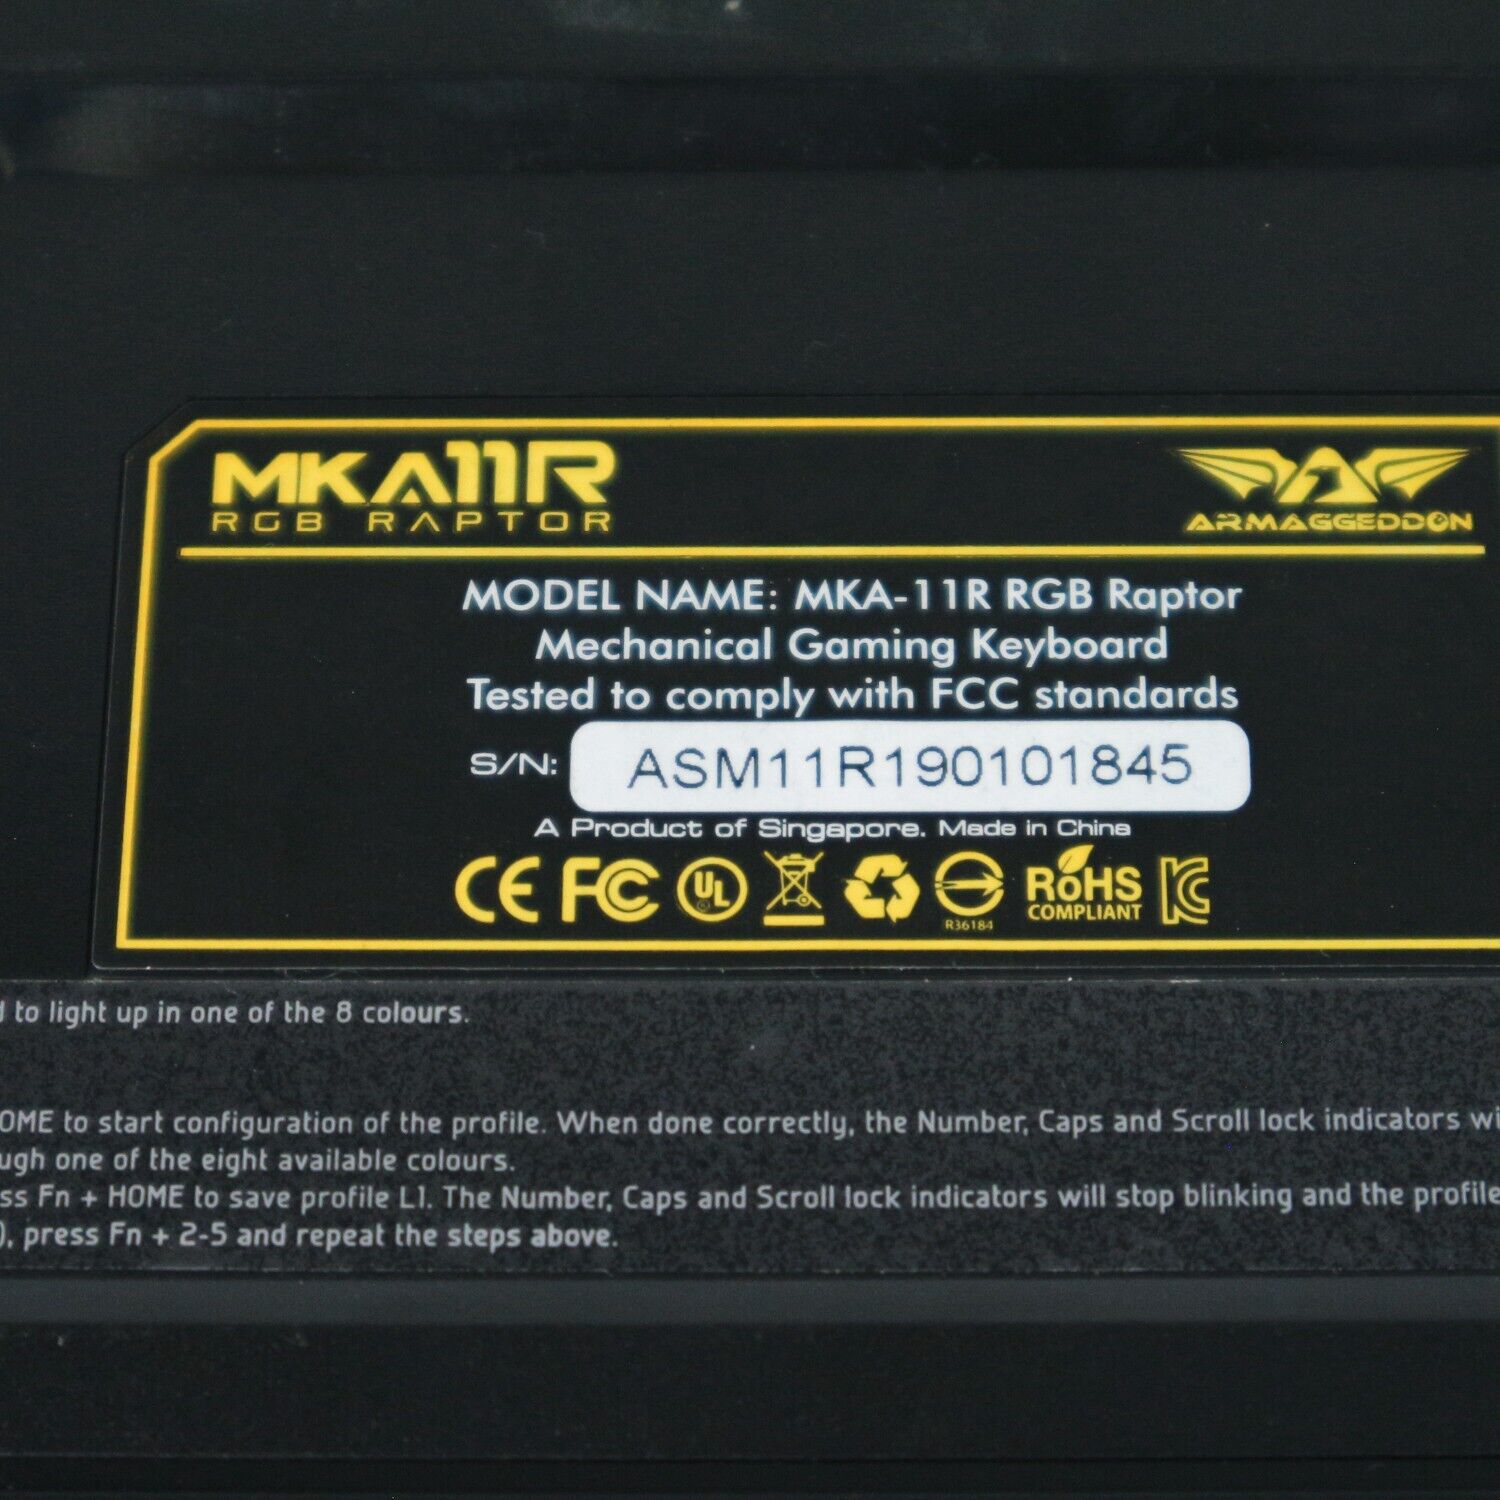 MKA11R
RGB RAPTOR
ARMAGGEDDON
MODEL NAME: MKA-11R RGB Raptor
Mechanical Gaming Keyboard
Tested to comply with FCC standards
S/N: ASM11R190101845
A Product of Singapore. Made in China
CE FC UL R36184 RoHS COMPLIANT KC
to light up in one of the 8 colours.
OME to start configuration of the profile. When done correctly, the Number, Caps and Scroll lock indicators wi
ugh one of the eight available colours.
ss Fn + HOME to save profile L1. The Number, Caps and Scroll lock indicators will stop blinking and the profile
), press Fn + 2-5 and repeat the steps above.